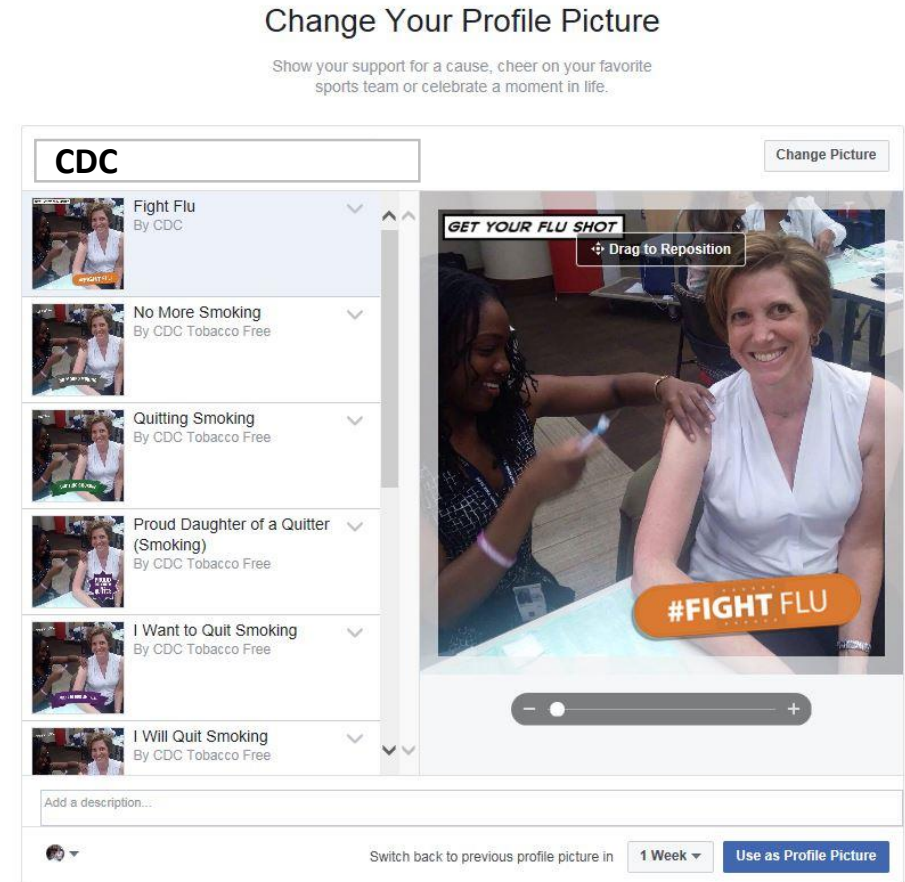 Change Your Profile Picture
Show your support for a cause, cheer on your favorite
sports team or celebrate a moment in life.
CDC
Change Picture
Fight Flu
By CDC
No More Smoking
By CDC Tobacco Free
Quitting Smoking
By CDC Tobacco Free
Proud Daughter of a Quitter
(Smoking)
By CDC Tobacco Free
I Want to Quit Smoking
By CDC Tobacco Free
I Will Quit Smoking
By CDC Tobacco Free
GET YOUR FLU SHOT
Drag to Reposition
#FIGHT FLU
Add a description...
Switch back to previous profile picture in
1 Week
Use as Profile Picture